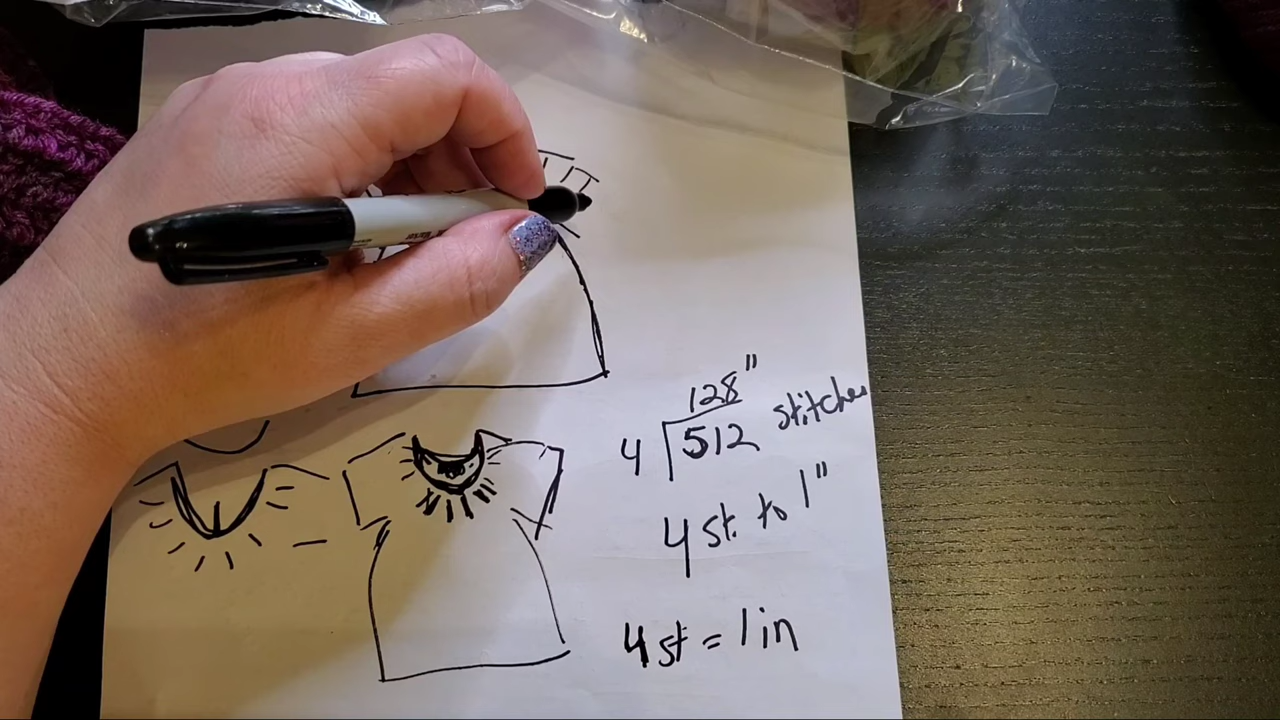 128"
4 512 stitches
4 st. to 1"
4 st = 1 in